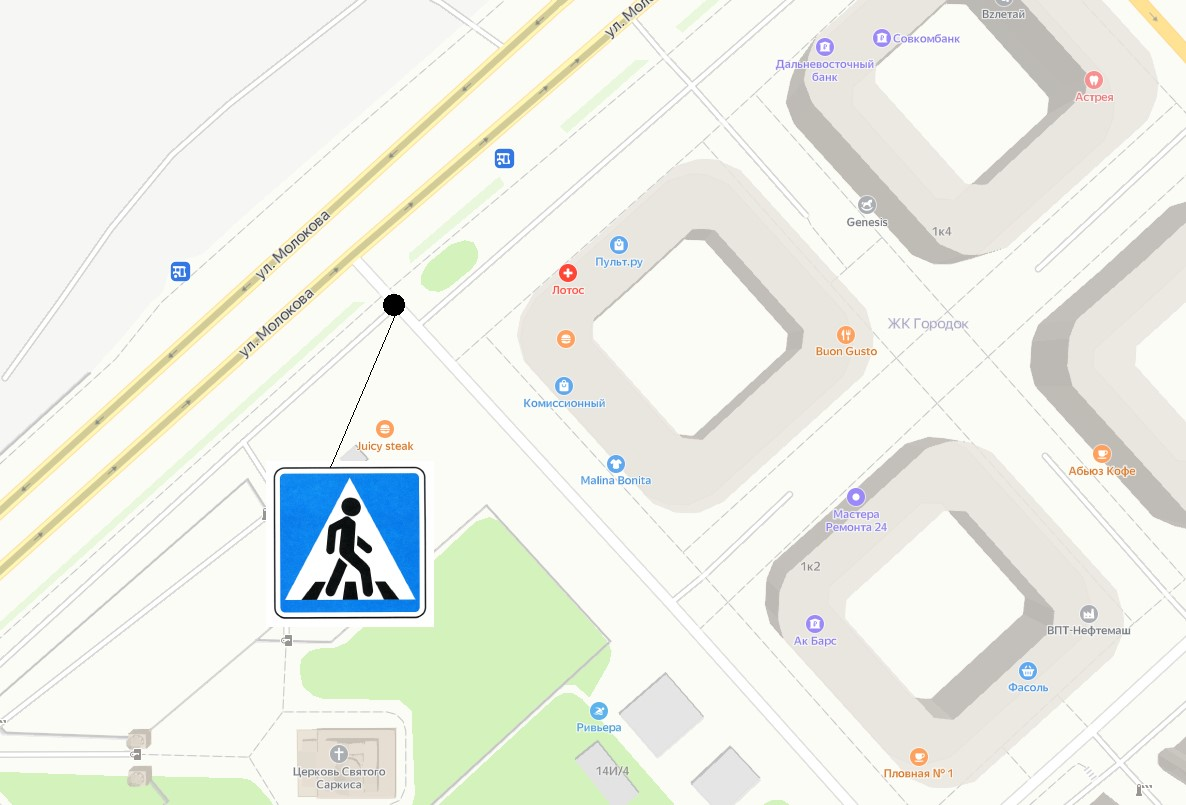 Взлетай
Совкомбанк
Дальневосточный
банк
Астрея
ул. Моло
ул. Молокова
ул. Молокова
Genesis
1к4
Пульт.ру
Лотос
ЖК Городок
Buon Gusto
Комиссионный
Juicy steak
Malina Bonita
Абьюз Кофе
Мастера
Ремонта 24
1к2
Ак Барс
ВПТ-Нефтемаш
Фасоль
Ривьера
14И/4
Церковь Святого
Саркиса
Пловная № 1